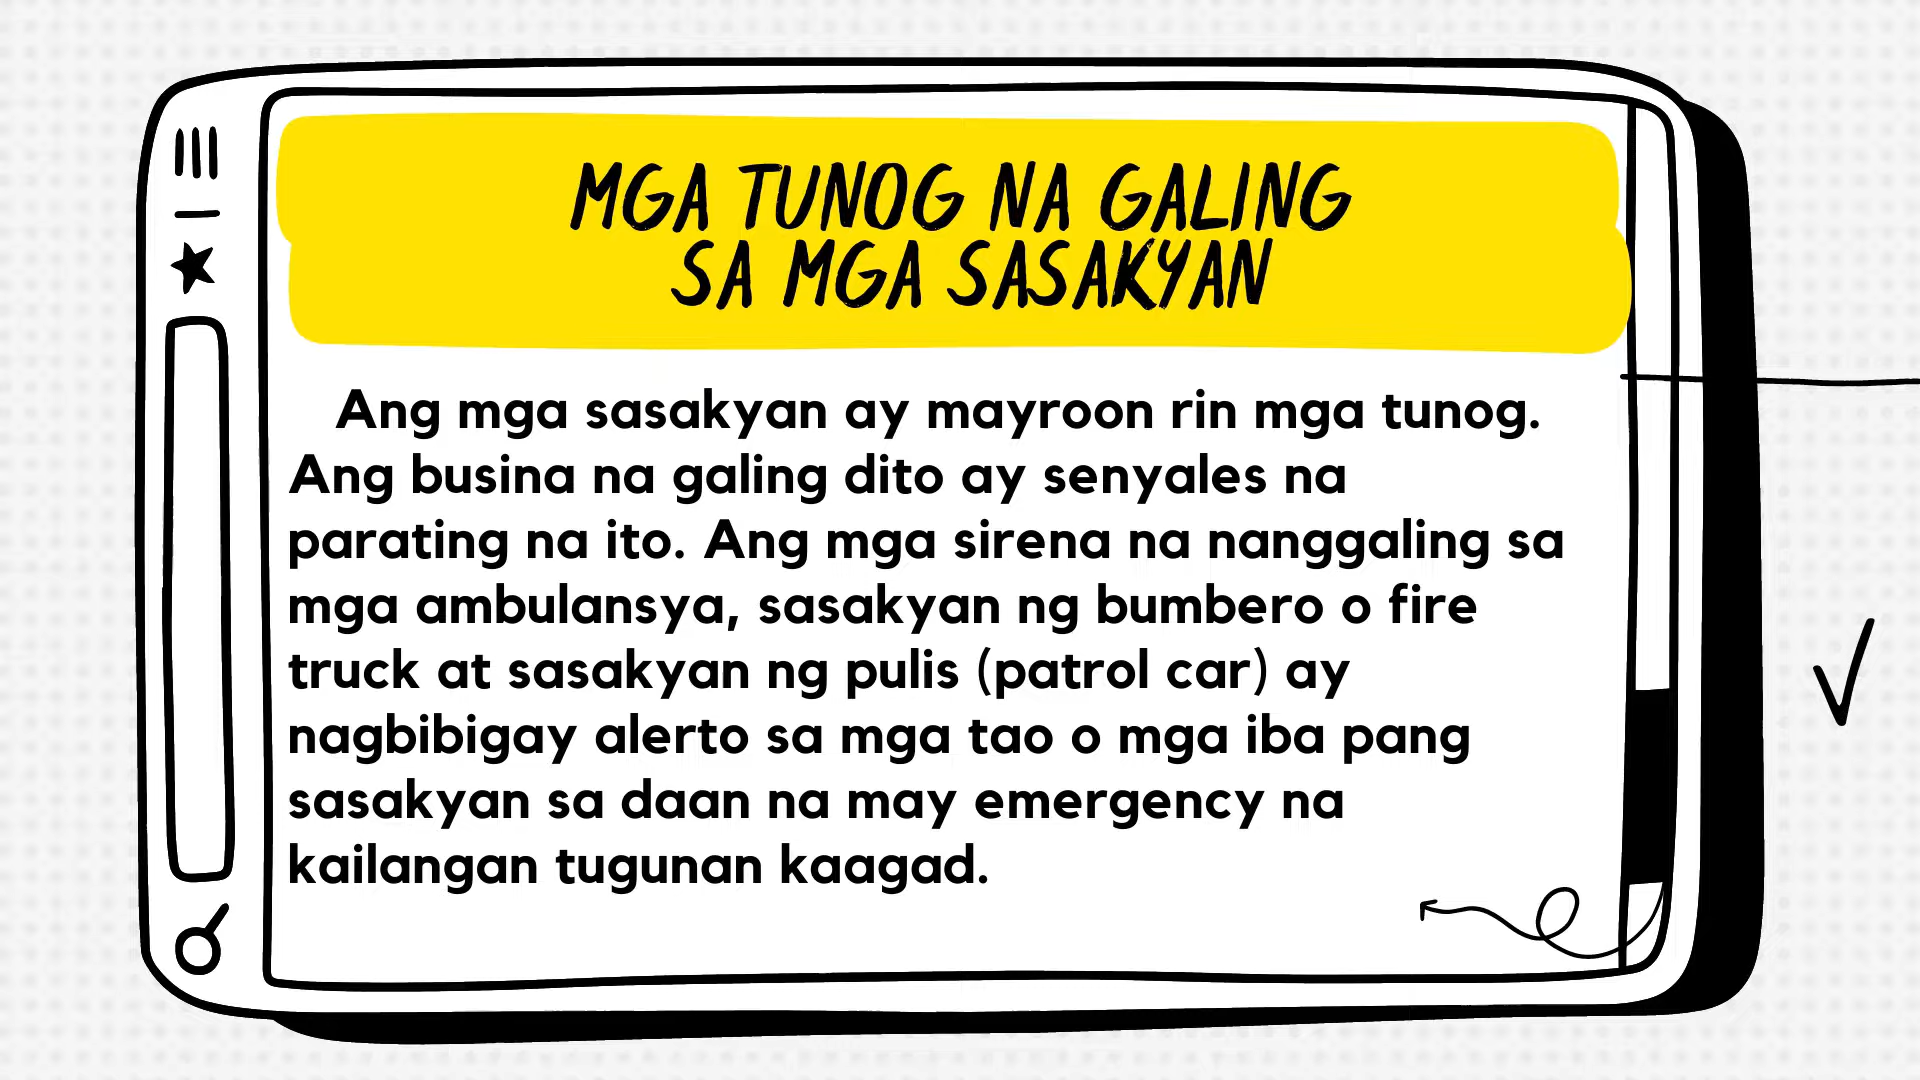 MGA TUNOG NA GALING
SA MGA SASAKYAN
Ang mga sasakyan ay mayroon rin mga tunog.
Ang busina na galing dito ay senyales na
parating na ito. Ang mga sirena na nanggaling sa
mga ambulansya, sasakyan ng bumbero o fire
truck at sasakyan ng pulis (patrol car) ay
nagbibigay alerto sa mga tao o mga iba pang
sasakyan sa daan na may emergency na
kailangan tugunan kaagad.